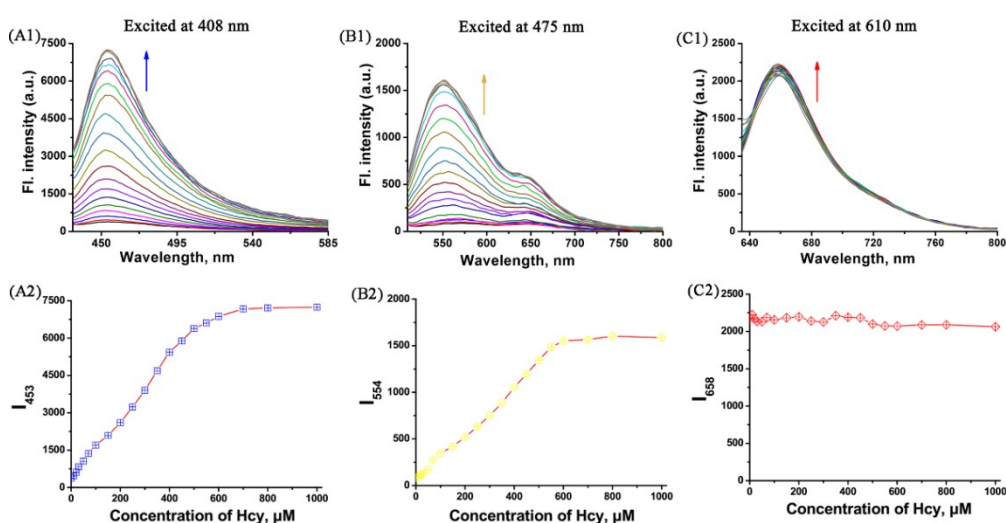 Excited at 408 nm
Excited at 475 nm
Excited at 610 nm
(A1)
7500
6000
4500
3000
1500
0
Fl. intensity (a.u.)
450 495 540 585
Wavelength, nm
(B1)
2000
1500
1000
500
0
Fl. intensity (a.u.)
550 600 650 700 750 800
Wavelength, nm
(C1)
3000
2500
2000
1500
1000
500
0
Fl. intensity (a.u.)
640 680 720 760 800
Wavelength, nm
(A2)
7500
6000
4500
3000
1500
0
I453
0 200 400 600 800 1000
Concentration of Hcy, µM
(B2)
2000
1500
1000
500
0
I554
0 200 400 600 800 1000
Concentration of Hcy, µM
(C2)
2500
2000
1500
1000
500
0
I658
0 200 400 600 800 1000
Concentration of Hcy, µM